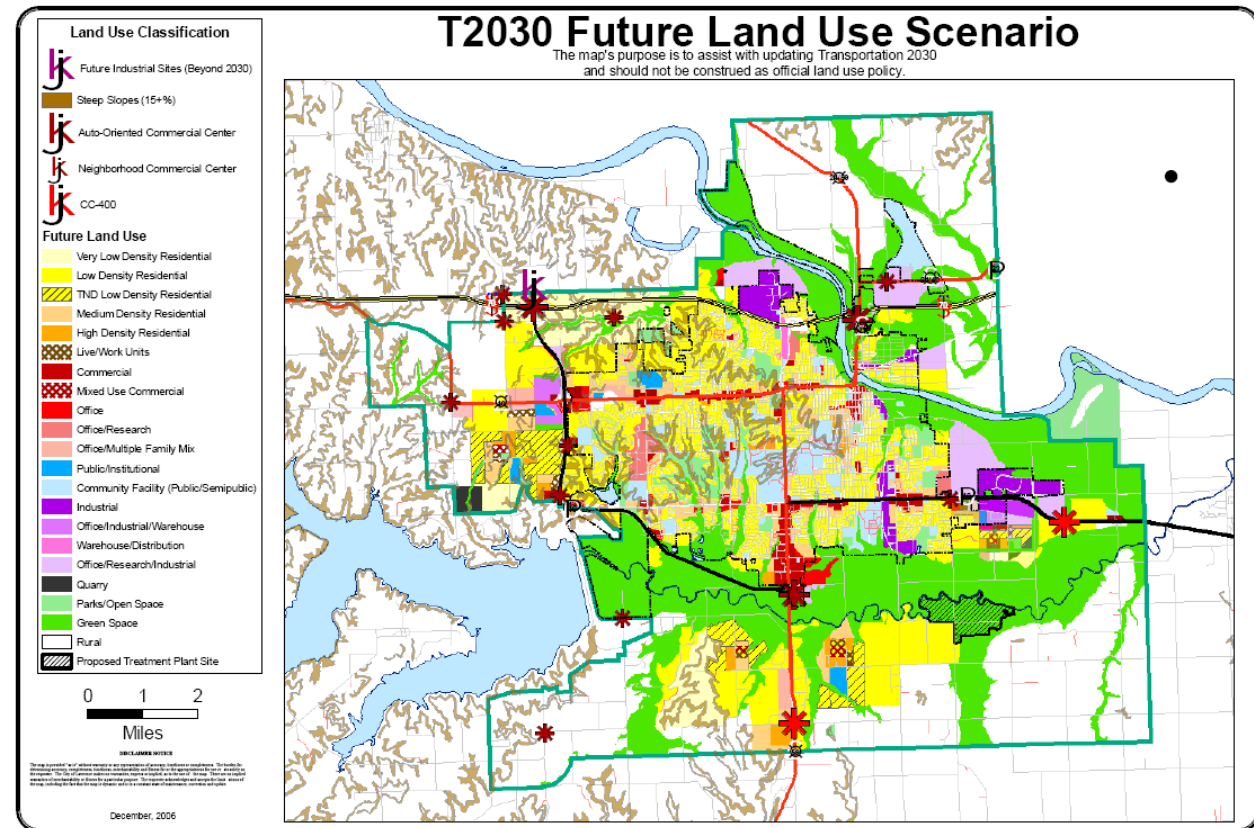 T2030 Future Land Use Scenario
The map's purpose is to assist with updating Transportation 2030
and should not be construed as official land use policy.
Land Use Classification
Future Industrial Sites (Beyond 2030)
Steep Slopes (15+%)
Auto-Oriented Commercial Center
Neighborhood Commercial Center
CC-400
Future Land Use
Very Low Density Residential
Low Density Residential
TND Low Density Residential
Medium Density Residential
High Density Residential
Live/Work Units
Commercial
Mixed Use Commercial
Office
Office/Research
Office/Multiple Family Mix
Public/Institutional
Community Facility (Public/Semipublic)
Industrial
Office/Industrial/Warehouse
Warehouse/Distribution
Office/Research/Industrial
Quarry
Parks/Open Space
Green Space
Rural
Proposed Treatment Plant Site
0 1 2
Miles
DISCLAIMER NOTICE
December, 2006